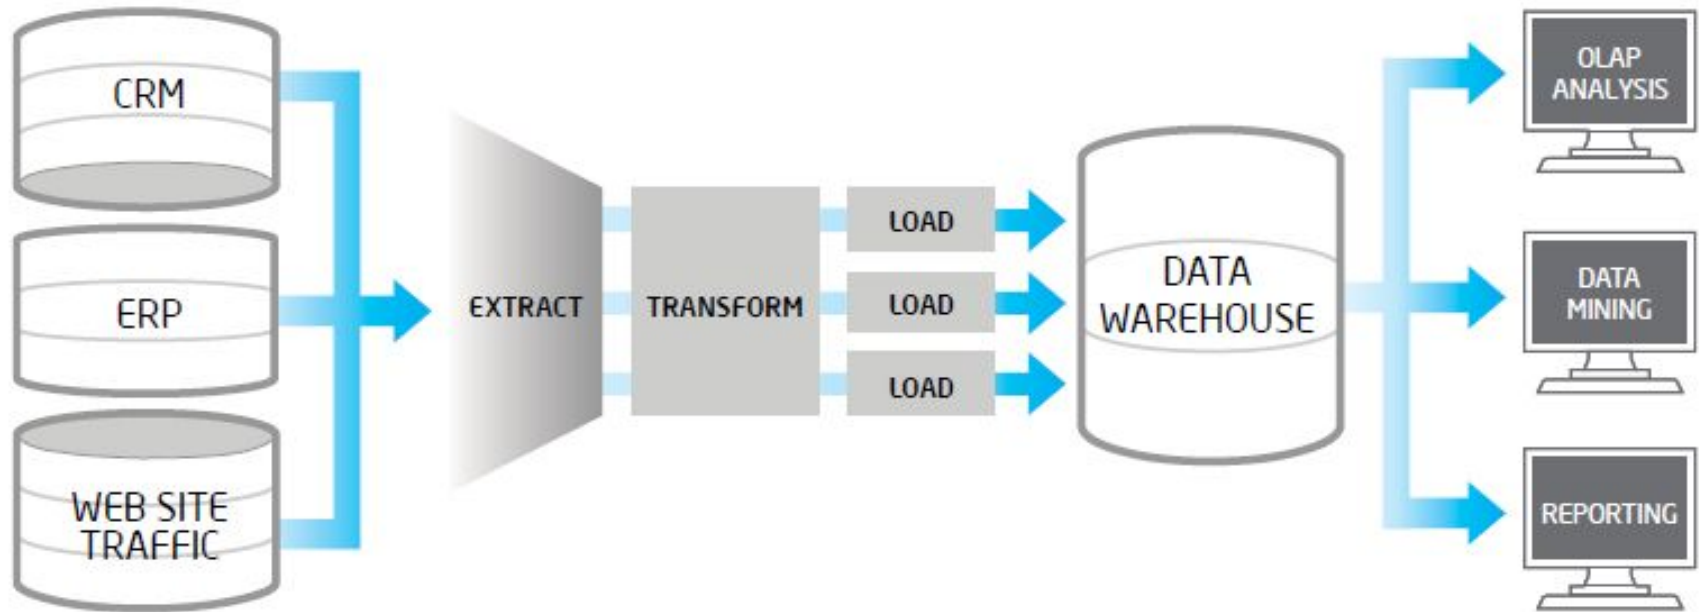 CRM
ERP
WEB SITE
TRAFFIC
EXTRACT
TRANSFORM
LOAD
LOAD
LOAD
DATA
WAREHOUSE
OLAP
ANALYSIS
DATA
MINING
REPORTING